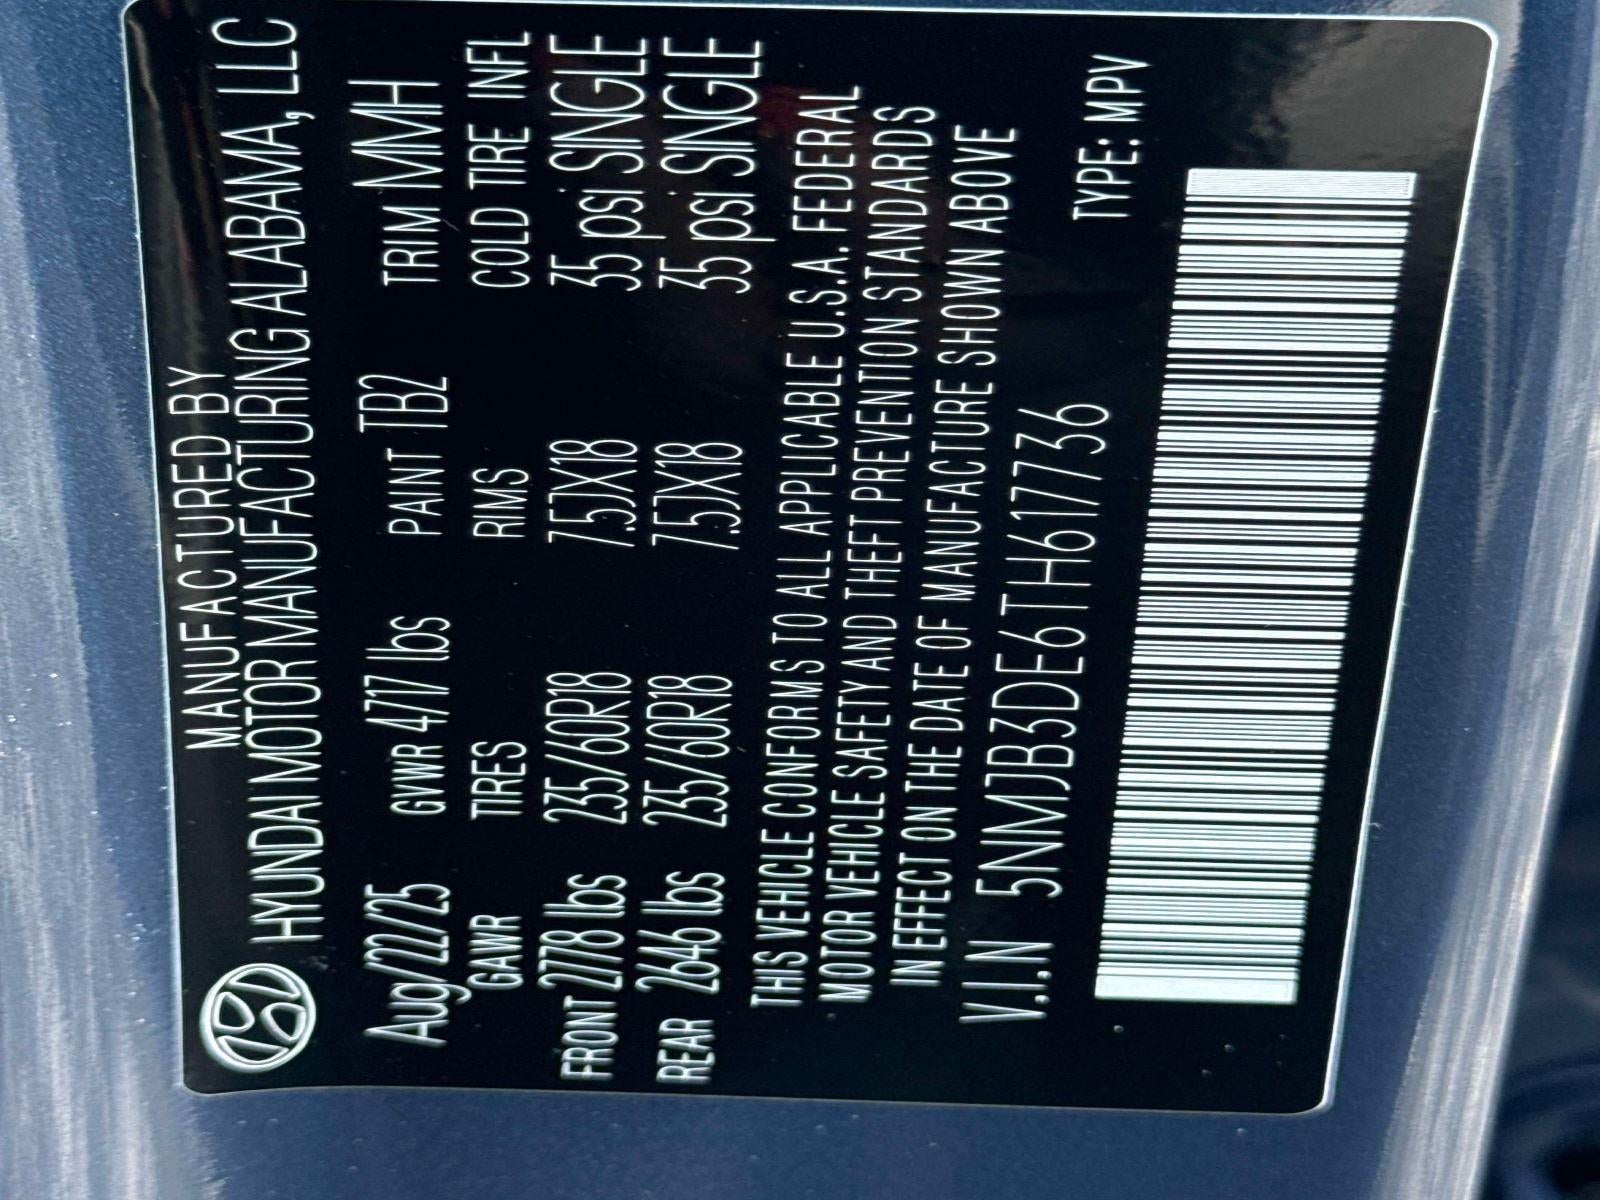 MANUFACTURED BY
HYUNDAI MOTOR MANUFACTURING ALABAMA, LLC
Aug/22/25 GVWR 4717 lbs PAINT TB2 TRIM MMH
GAWR TIRES RIMS COLD TIRE INFL
FRONT 2778 lbs 235/60R18 7.5JX18 35 psi SINGLE
REAR 2646 lbs 235/60R18 7.5JX18 35 psi SINGLE
THIS VEHICLE CONFORMS TO ALL APPLICABLE U.S.A. FEDERAL
MOTOR VEHICLE SAFETY AND THEFT PREVENTION STANDARDS
IN EFFECT ON THE DATE OF MANUFACTURE SHOWN ABOVE
V.I.N 5NMJB3DE6TH617736 TYPE: MPV